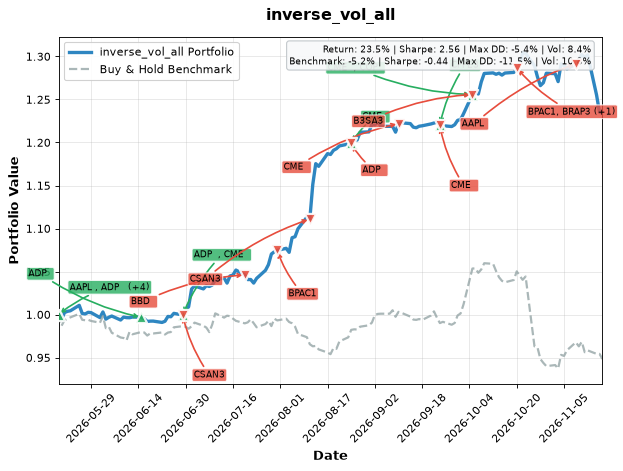 inverse_vol_all
inverse_vol_all Portfolio
Buy & Hold Benchmark
Return: 23.5% | Sharpe: 2.56 | Max DD: -5.4% | Vol: 8.4%
Benchmark: -5.2% | Sharpe: -0.44 | Max DD: | Vol:
BPAC1, BRAP3 (+1)
B3SA3
AAPL
CME
ADP
CME
ADP , CME
ADP
CSAN3
AAPL , ADP (+4)
BPAC1
BBD
CSAN3
1.30
1.25
1.20
1.15
1.10
1.05
1.00
0.95
Portfolio Value
2026-05-29
2026-06-14
2026-06-30
2026-07-16
2026-08-01
2026-08-17
2026-09-02
2026-09-18
2026-10-04
2026-10-20
2026-11-05
Date